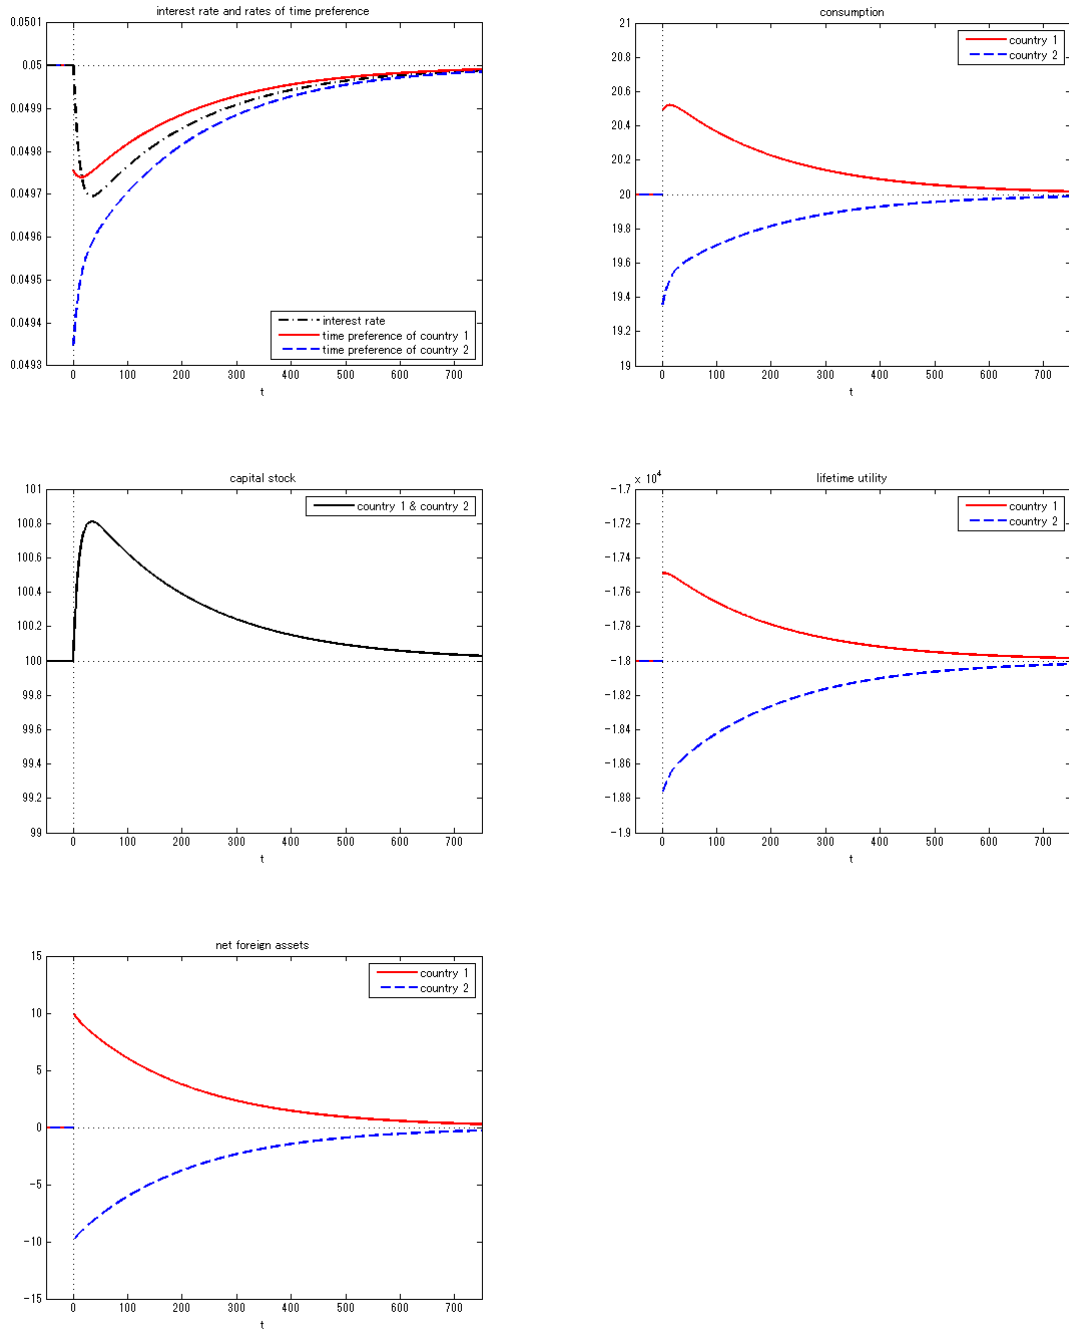 interest rate and rates of time preference
0.0501
0.05
0.0499
0.0498
0.0497
0.0496
0.0495
0.0494
0.0493
interest rate
time preference of country 1
time preference of country 2
0 100 200 300 400 500 600 700
t
consumption
21
20.8
20.6
20.4
20.2
20
19.8
19.6
19.4
19.2
19
country 1
country 2
0 100 200 300 400 500 600 700
t
capital stock
101
100.8
100.6
100.4
100.2
100
99.8
99.6
99.4
99.2
99
country 1 & country 2
0 100 200 300 400 500 600 700
t
lifetime utility
× 10⁴
-1.7
-1.72
-1.74
-1.76
-1.78
-1.8
-1.82
-1.84
-1.86
-1.88
-1.9
country 1
country 2
0 100 200 300 400 500 600 700
t
net foreign assets
15
10
5
0
-5
-10
-15
country 1
country 2
0 100 200 300 400 500 600 700
t